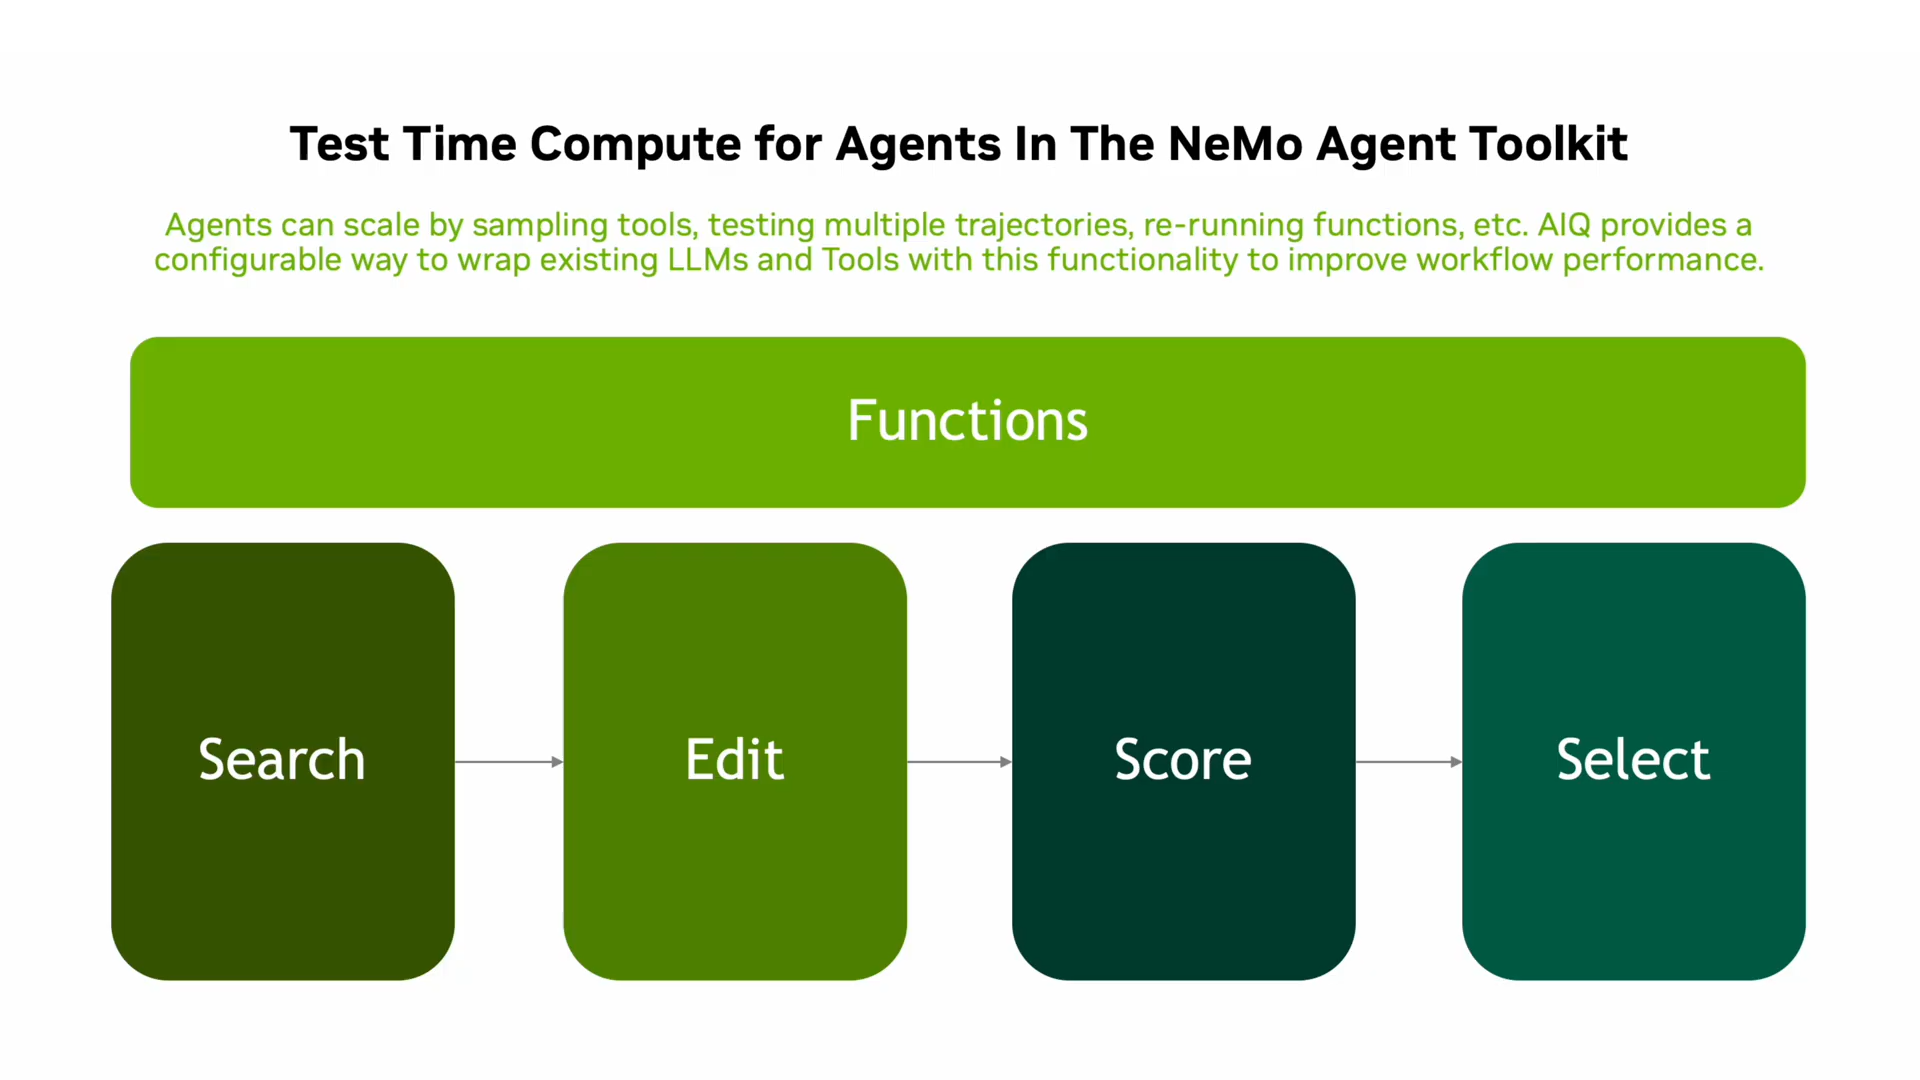 Test Time Compute for Agents In The NeMo Agent Toolkit
Agents can scale by sampling tools, testing multiple trajectories, re-running functions, etc. AIQ provides a
configurable way to wrap existing LLMs and Tools with this functionality to improve workflow performance.
Functions
Search
Edit
Score
Select